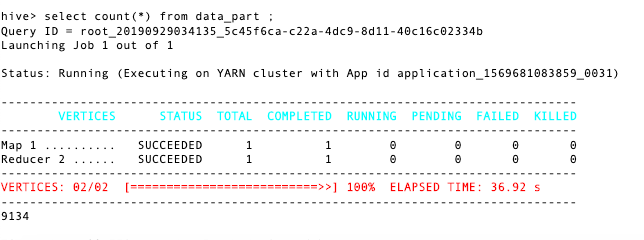 hive> select count(*) from data_part ;
Query ID = root_20190929034135_5c45f6ca-c22a-4dc9-8d11-40c16c02334b
Launching Job 1 out of 1
Status: Running (Executing on YARN cluster with App id application_1569681083859_0031)
--------------------------------------------------------------------------------
VERTICES STATUS TOTAL COMPLETED RUNNING PENDING FAILED KILLED
--------------------------------------------------------------------------------
Map 1 .......... SUCCEEDED 1 1 0 0 0 0
Reducer 2 ...... SUCCEEDED 1 1 0 0 0 0
--------------------------------------------------------------------------------
VERTICES: 02/02 [==========================>>] 100% ELAPSED TIME: 36.92 s
--------------------------------------------------------------------------------
9134